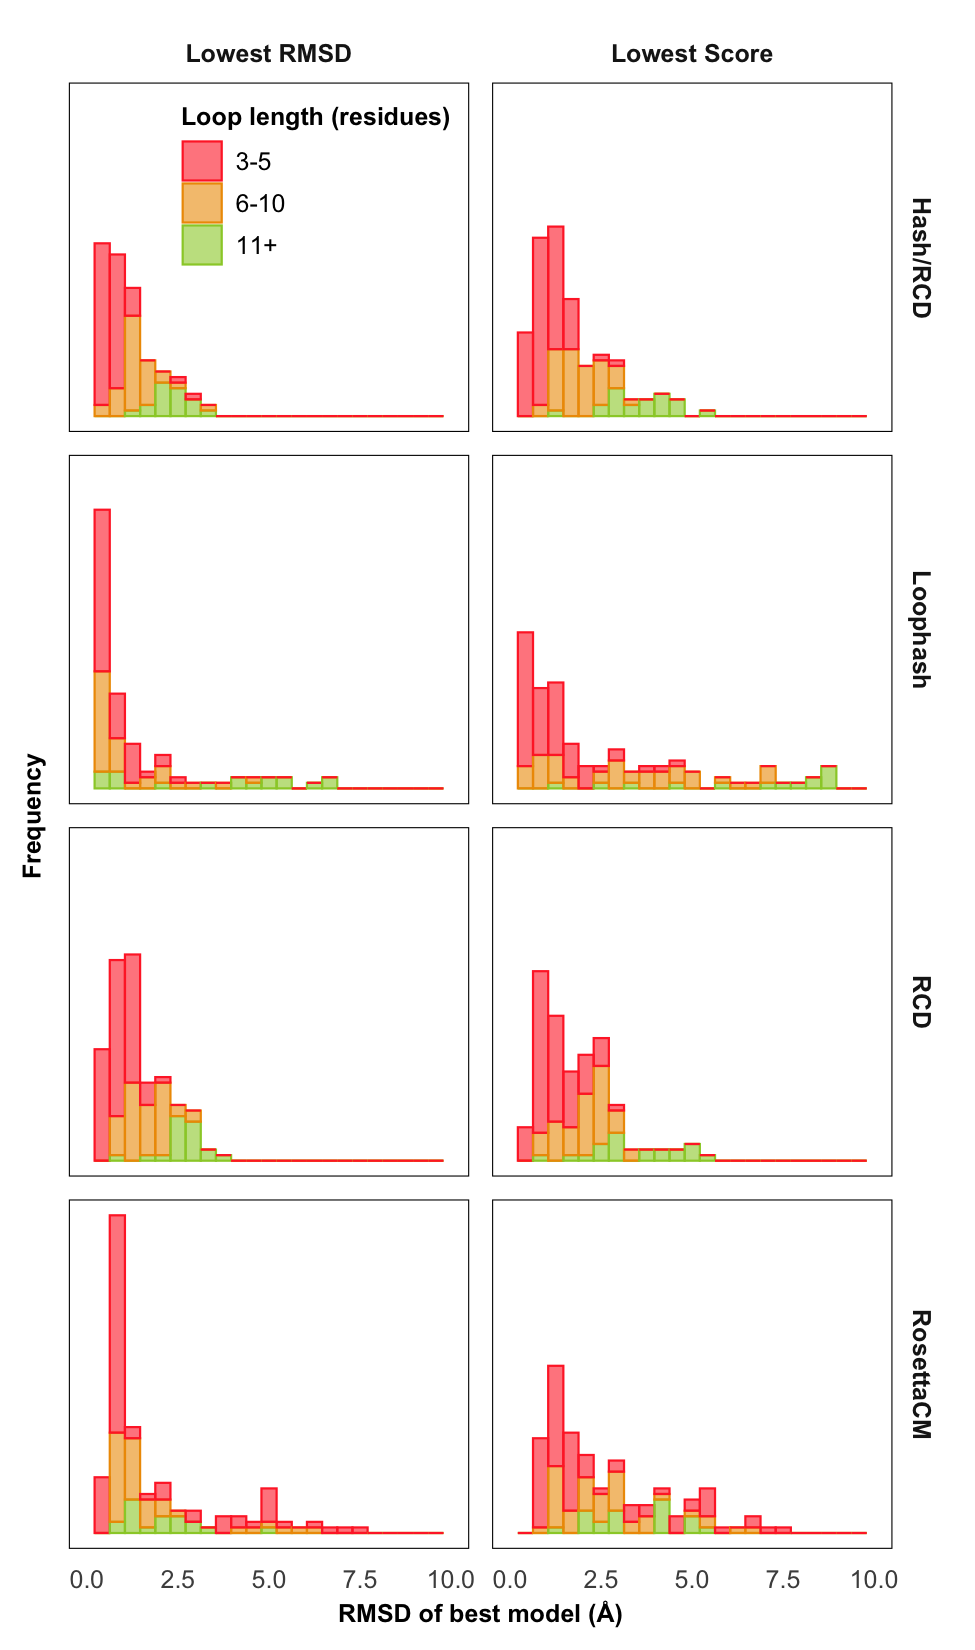 Lowest RMSD
Lowest Score
Loop length (residues)
3-5
6-10
11+
Hash/RCD
Loophash
RCD
RosettaCM
Frequency
0.0 2.5 5.0 7.5 10.0
0.0 2.5 5.0 7.5 10.0
RMSD of best model (Å)